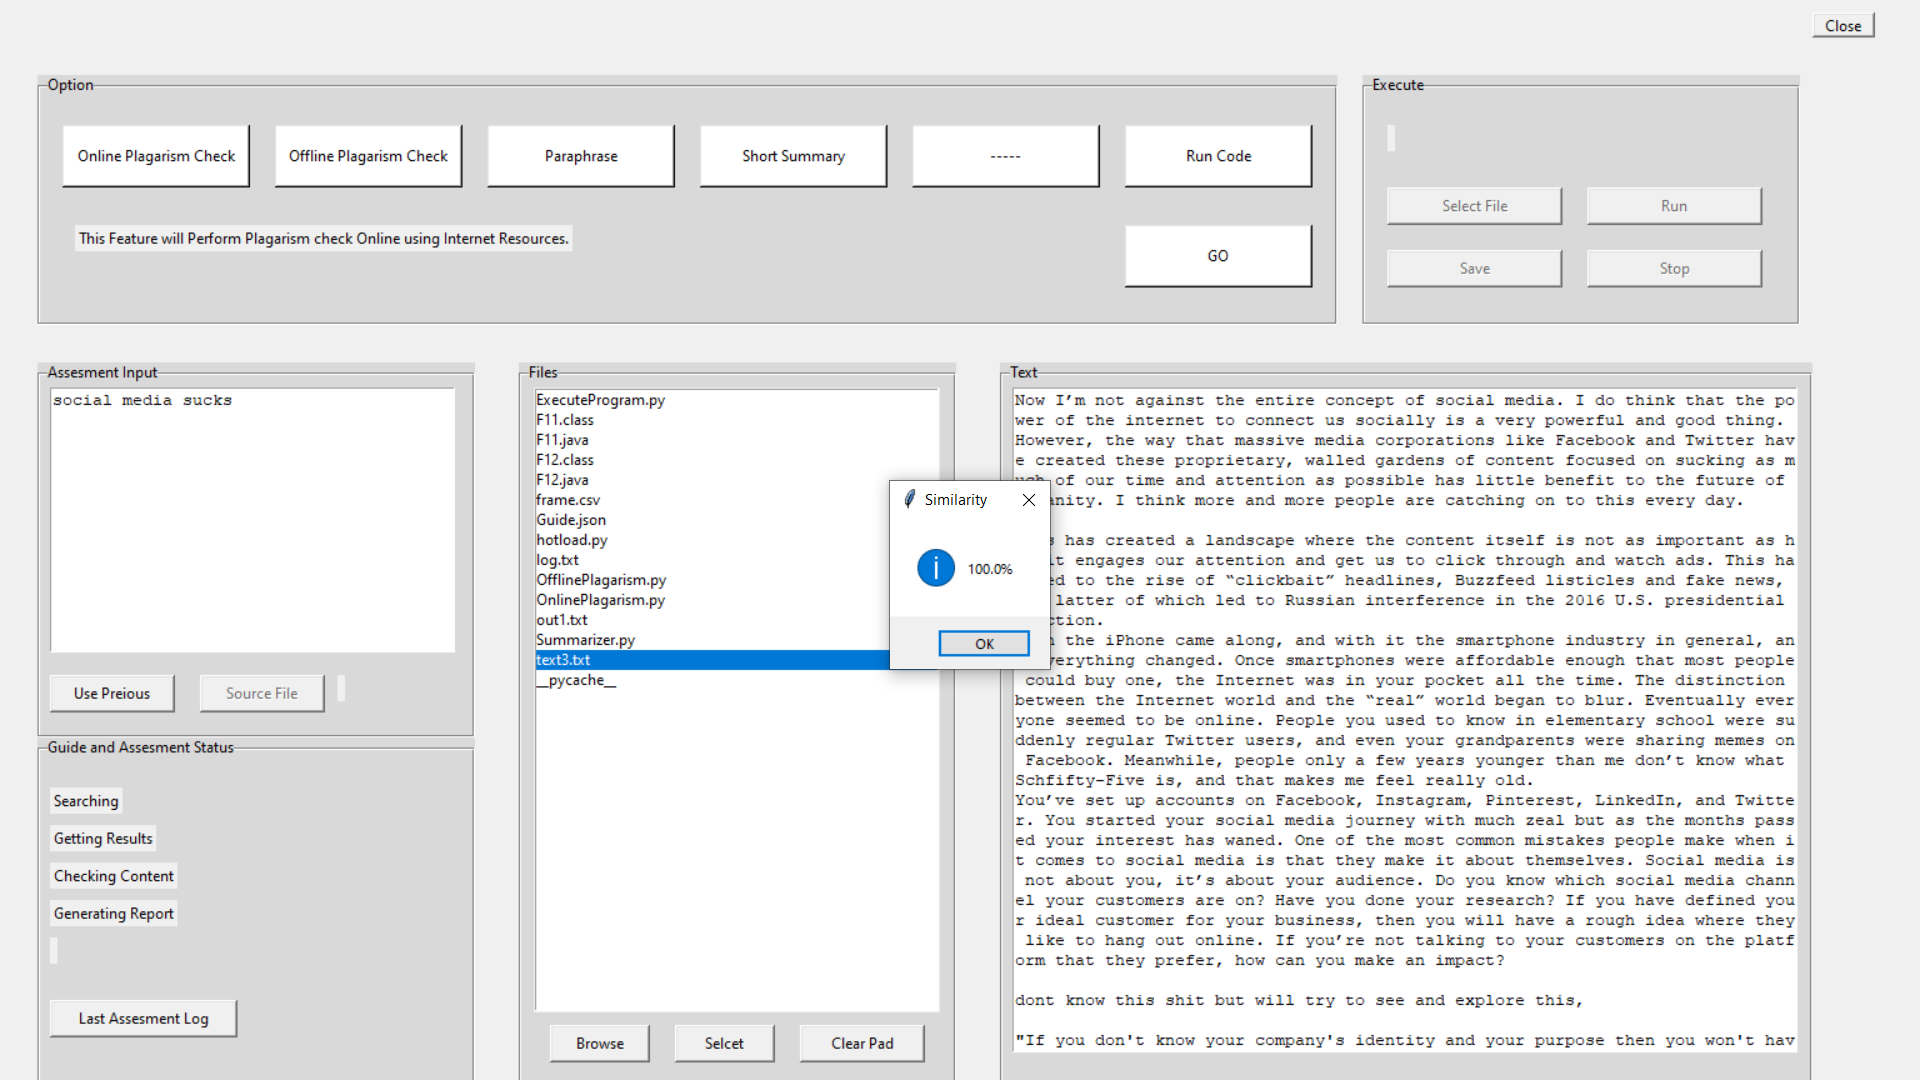 Close
Option
Online Plagarism Check
Offline Plagarism Check
Paraphrase
Short Summary
-----
Run Code
This Feature will Perform Plagarism check Online using Internet Resources.
GO
Execute
Select File
Run
Save
Stop
Assesment Input
social media sucks
Use Preious
Source File
Guide and Assesment Status
Searching
Getting Results
Checking Content
Generating Report
Last Assesment Log
Files
ExecuteProgram.py
F11.class
F11.java
F12.class
F12.java
frame.csv
Guide.json
hotload.py
log.txt
OfflinePlagarism.py
OnlinePlagarism.py
out1.txt
Summarizer.py
text3.txt
__pycache__
Browse
Selcet
Clear Pad
Similarity
100.0%
OK
Text
Now I’m not against the entire concept of social media. I do think that the po
wer of the internet to connect us socially is a very powerful and good thing.
However, the way that massive media corporations like Facebook and Twitter hav
e created these proprietary, walled gardens of content focused on sucking as m
of our time and attention as possible has little benefit to the future of
anity. I think more and more people are catching on to this every day.
s has created a landscape where the content itself is not as important as h
it engages our attention and get us to click through and watch ads. This ha
ed to the rise of “clickbait” headlines, Buzzfeed listicles and fake news,
latter of which led to Russian interference in the 2016 U.S. presidential
ction.
n the iPhone came along, and with it the smartphone industry in general, an
verything changed. Once smartphones were affordable enough that most people
could buy one, the Internet was in your pocket all the time. The distinction
between the Internet world and the “real” world began to blur. Eventually ever
yone seemed to be online. People you used to know in elementary school were su
ddenly regular Twitter users, and even your grandparents were sharing memes on
Facebook. Meanwhile, people only a few years younger than me don’t know what
Schfifty-Five is, and that makes me feel really old.
You’ve set up accounts on Facebook, Instagram, Pinterest, LinkedIn, and Twitte
r. You started your social media journey with much zeal but as the months pass
ed your interest has waned. One of the most common mistakes people make when i
t comes to social media is that they make it about themselves. Social media is
not about you, it’s about your audience. Do you know which social media chann
el your customers are on? Have you done your research? If you have defined you
r ideal customer for your business, then you will have a rough idea where they
like to hang out online. If you’re not talking to your customers on the platf
orm that they prefer, how can you make an impact?
dont know this shit but will try to see and explore this,
"If you don't know your company's identity and your purpose then you won't hav